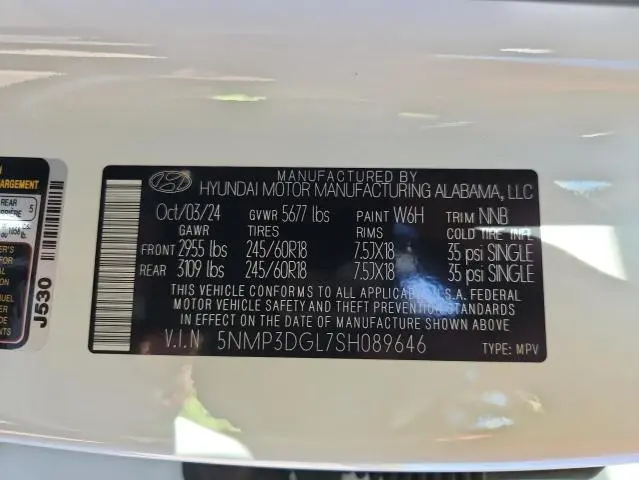 MANUFACTURED BY
HYUNDAI MOTOR MANUFACTURING ALABAMA, LLC
Oct/03/24 GVWR 5677 lbs PAINT W6H TRIM NNB
GAWR TIRES RIMS COLD TIRE INFL.
FRONT 2955 lbs 245/60R18 7.5JX18 35 psi SINGLE
REAR 3109 lbs 245/60R18 7.5JX18 35 psi SINGLE
THIS VEHICLE CONFORMS TO ALL APPLICABLE U.S.A. FEDERAL
MOTOR VEHICLE SAFETY AND THEFT PREVENTION STANDARDS
IN EFFECT ON THE DATE OF MANUFACTURE SHOWN ABOVE
V.I.N 5NMP3DGL7SH089646 TYPE: MPV
ARGEMENT
REAR 5
J530